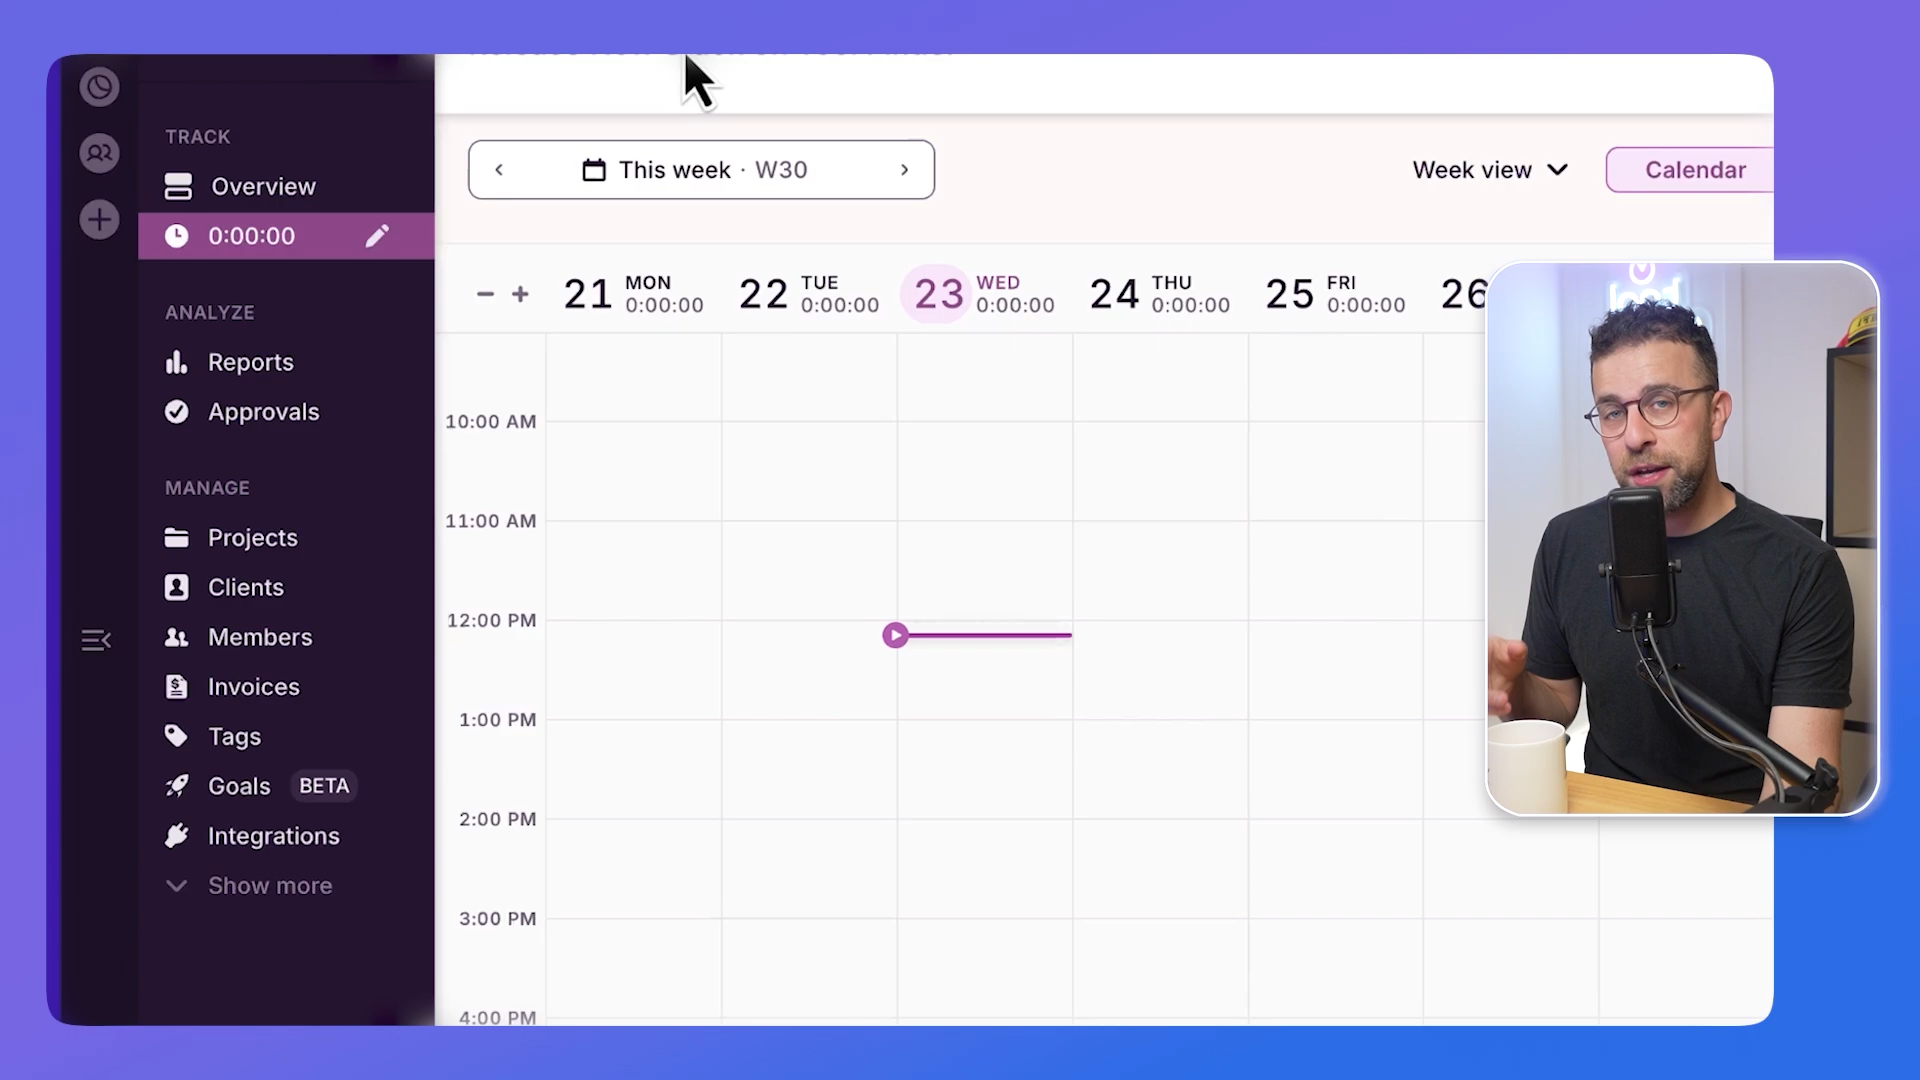 TRACK
Overview
0:00:00
ANALYZE
Reports
Approvals
MANAGE
Projects
Clients
Members
Invoices
Tags
Goals BETA
Integrations
Show more
This week · W30
Week view
Calendar
21 MON 0:00:00
22 TUE 0:00:00
23 WED 0:00:00
24 THU 0:00:00
25 FRI 0:00:00
26
10:00 AM
11:00 AM
12:00 PM
1:00 PM
2:00 PM
3:00 PM
4:00 PM